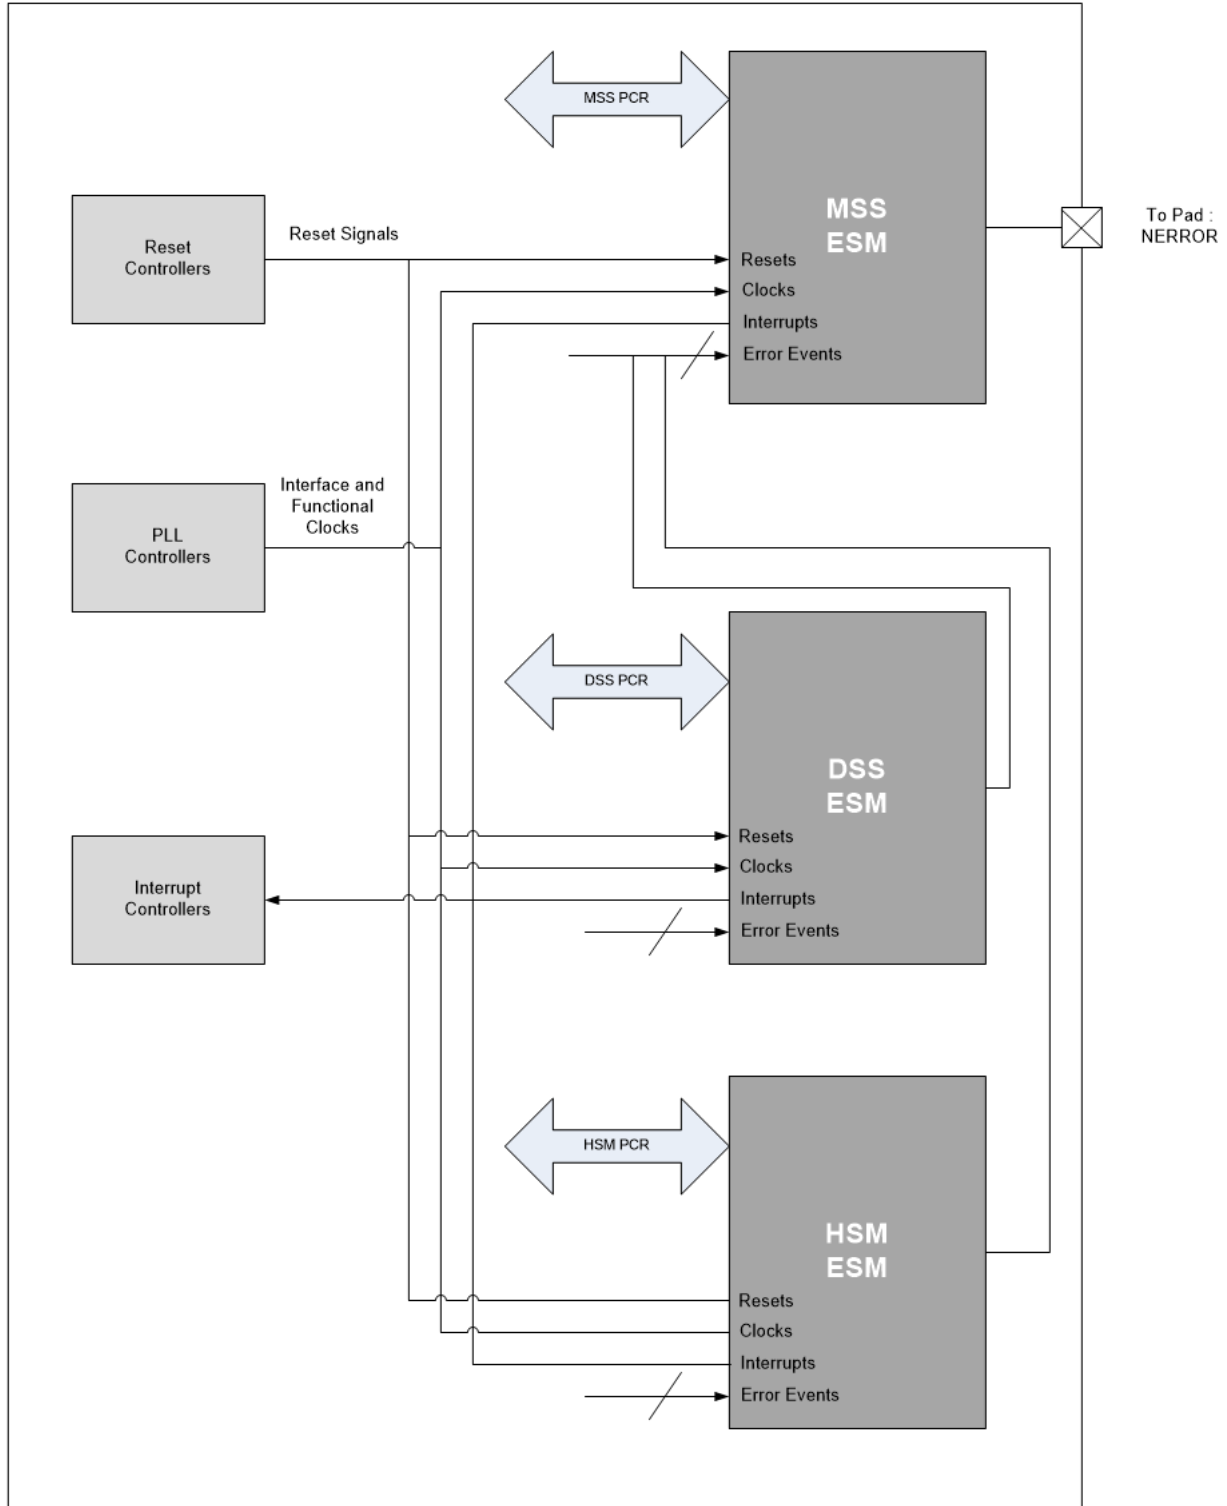 MSS PCR
MSS
ESM
To Pad :
NERROR
Reset
Controllers
Reset Signals
Resets
Clocks
Interrupts
Error Events
Interface and
Functional
Clocks
PLL
Controllers
DSS PCR
DSS
ESM
Resets
Clocks
Interrupts
Error Events
Interrupt
Controllers
HSM PCR
HSM
ESM
Resets
Clocks
Interrupts
Error Events